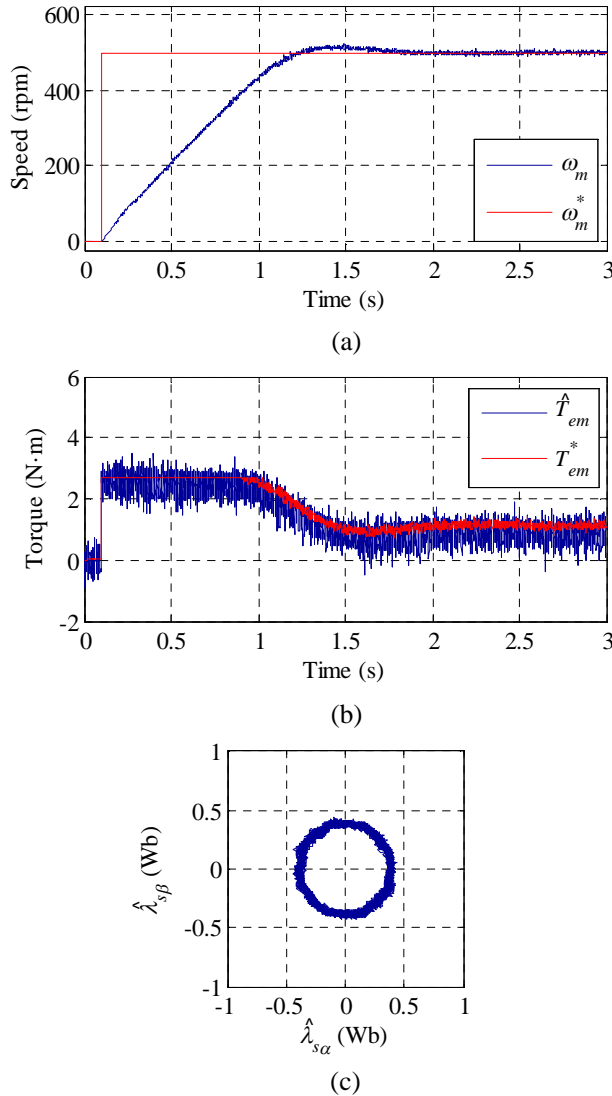 600
400
200
0
Speed (rpm)
ω_m
ω_m^*
0 0.5 1 1.5 2 2.5 3
Time (s)
(a)
6
4
2
0
-2
Torque (N·m)
T̂_em
T_em^*
0 0.5 1 1.5 2 2.5 3
Time (s)
(b)
1
0.5
0
-0.5
-1
λ̂_sβ (Wb)
-1 -0.5 0 0.5 1
λ̂_sα (Wb)
(c)